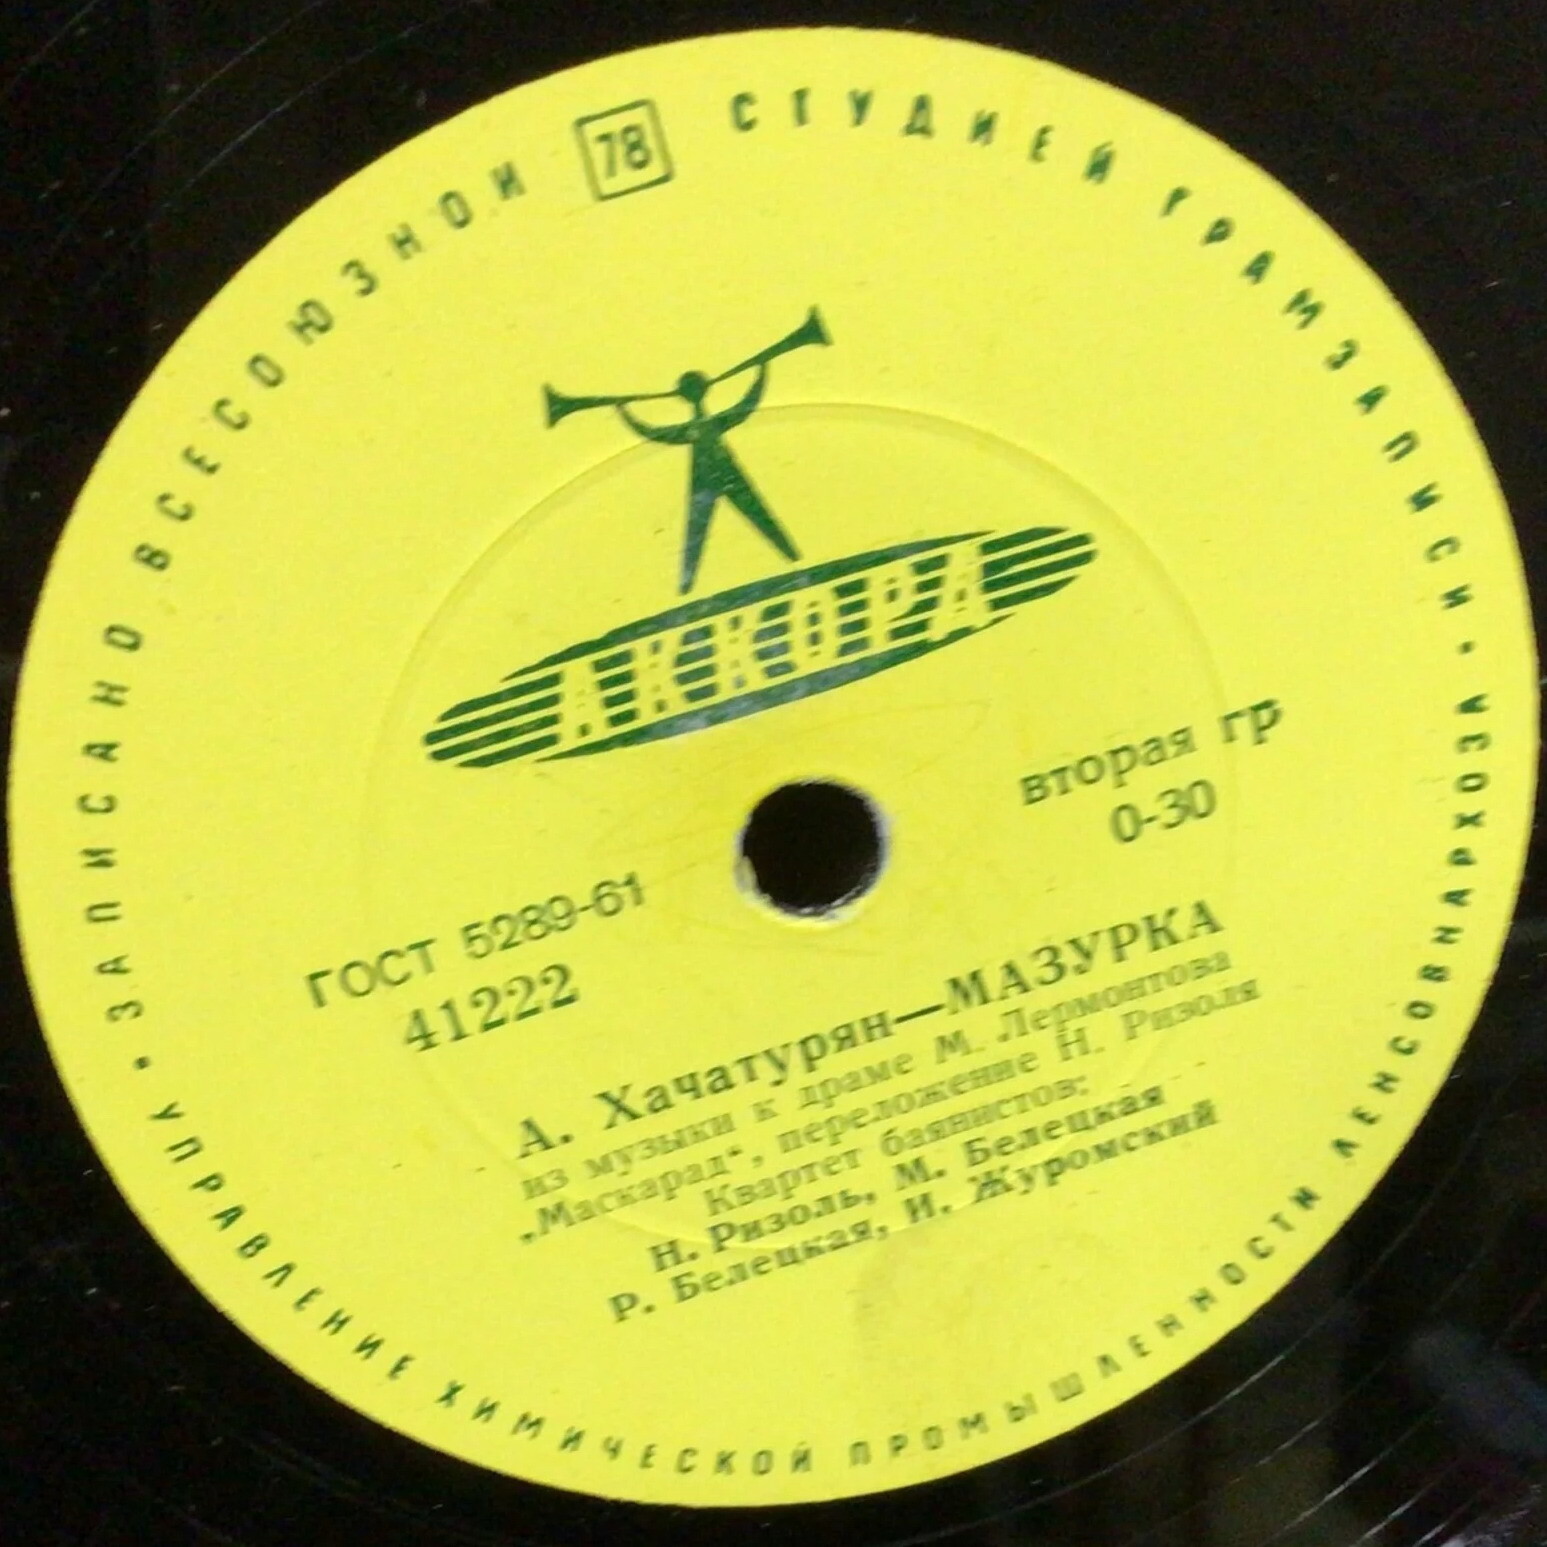 ЗАПИСАНО ВСЕСОЮЗНОЙ 78 СТУДИЕЙ ГРАМЗАПИСИ •
АККОРД
вторая гр
0-30
ГОСТ 5289-61
41222
А. Хачатурян—МАЗУРКА
из музыки к драме М. Лермонтова
„Маскарад“, переложение Н. Ризоля
Квартет баянистов:
Н. Ризоль, М. Белецкая
Р. Белецкая, И. Журомский
• УПРАВЛЕНИЕ ХИМИЧЕСКОЙ ПРОМЫШЛЕННОСТИ ЛЕНСОВНАРХОЗА